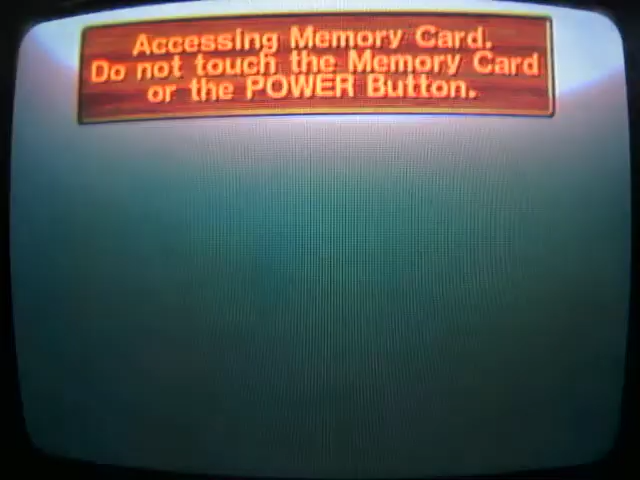 Accessing Memory Card.
Do not touch the Memory Card
or the POWER Button.